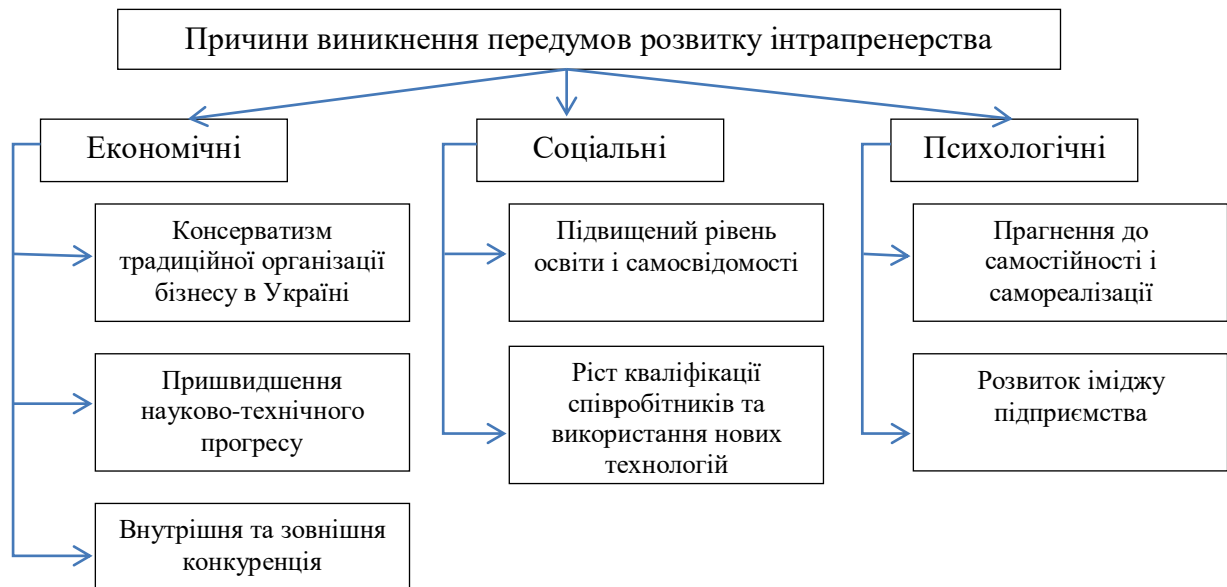 Причини виникнення передумов розвитку інтрапренерства
Економічні
Консерватизм
традиційної організації
бізнесу в Україні
Пришвидшення
науково-технічного
прогресу
Внутрішня та зовнішня
конкуренція
Соціальні
Підвищений рівень
освіти і самосвідомості
Ріст кваліфікації
співробітників та
використання нових
технологій
Психологічні
Прагнення до
самостійності і
самореалізації
Розвиток іміджу
підприємства